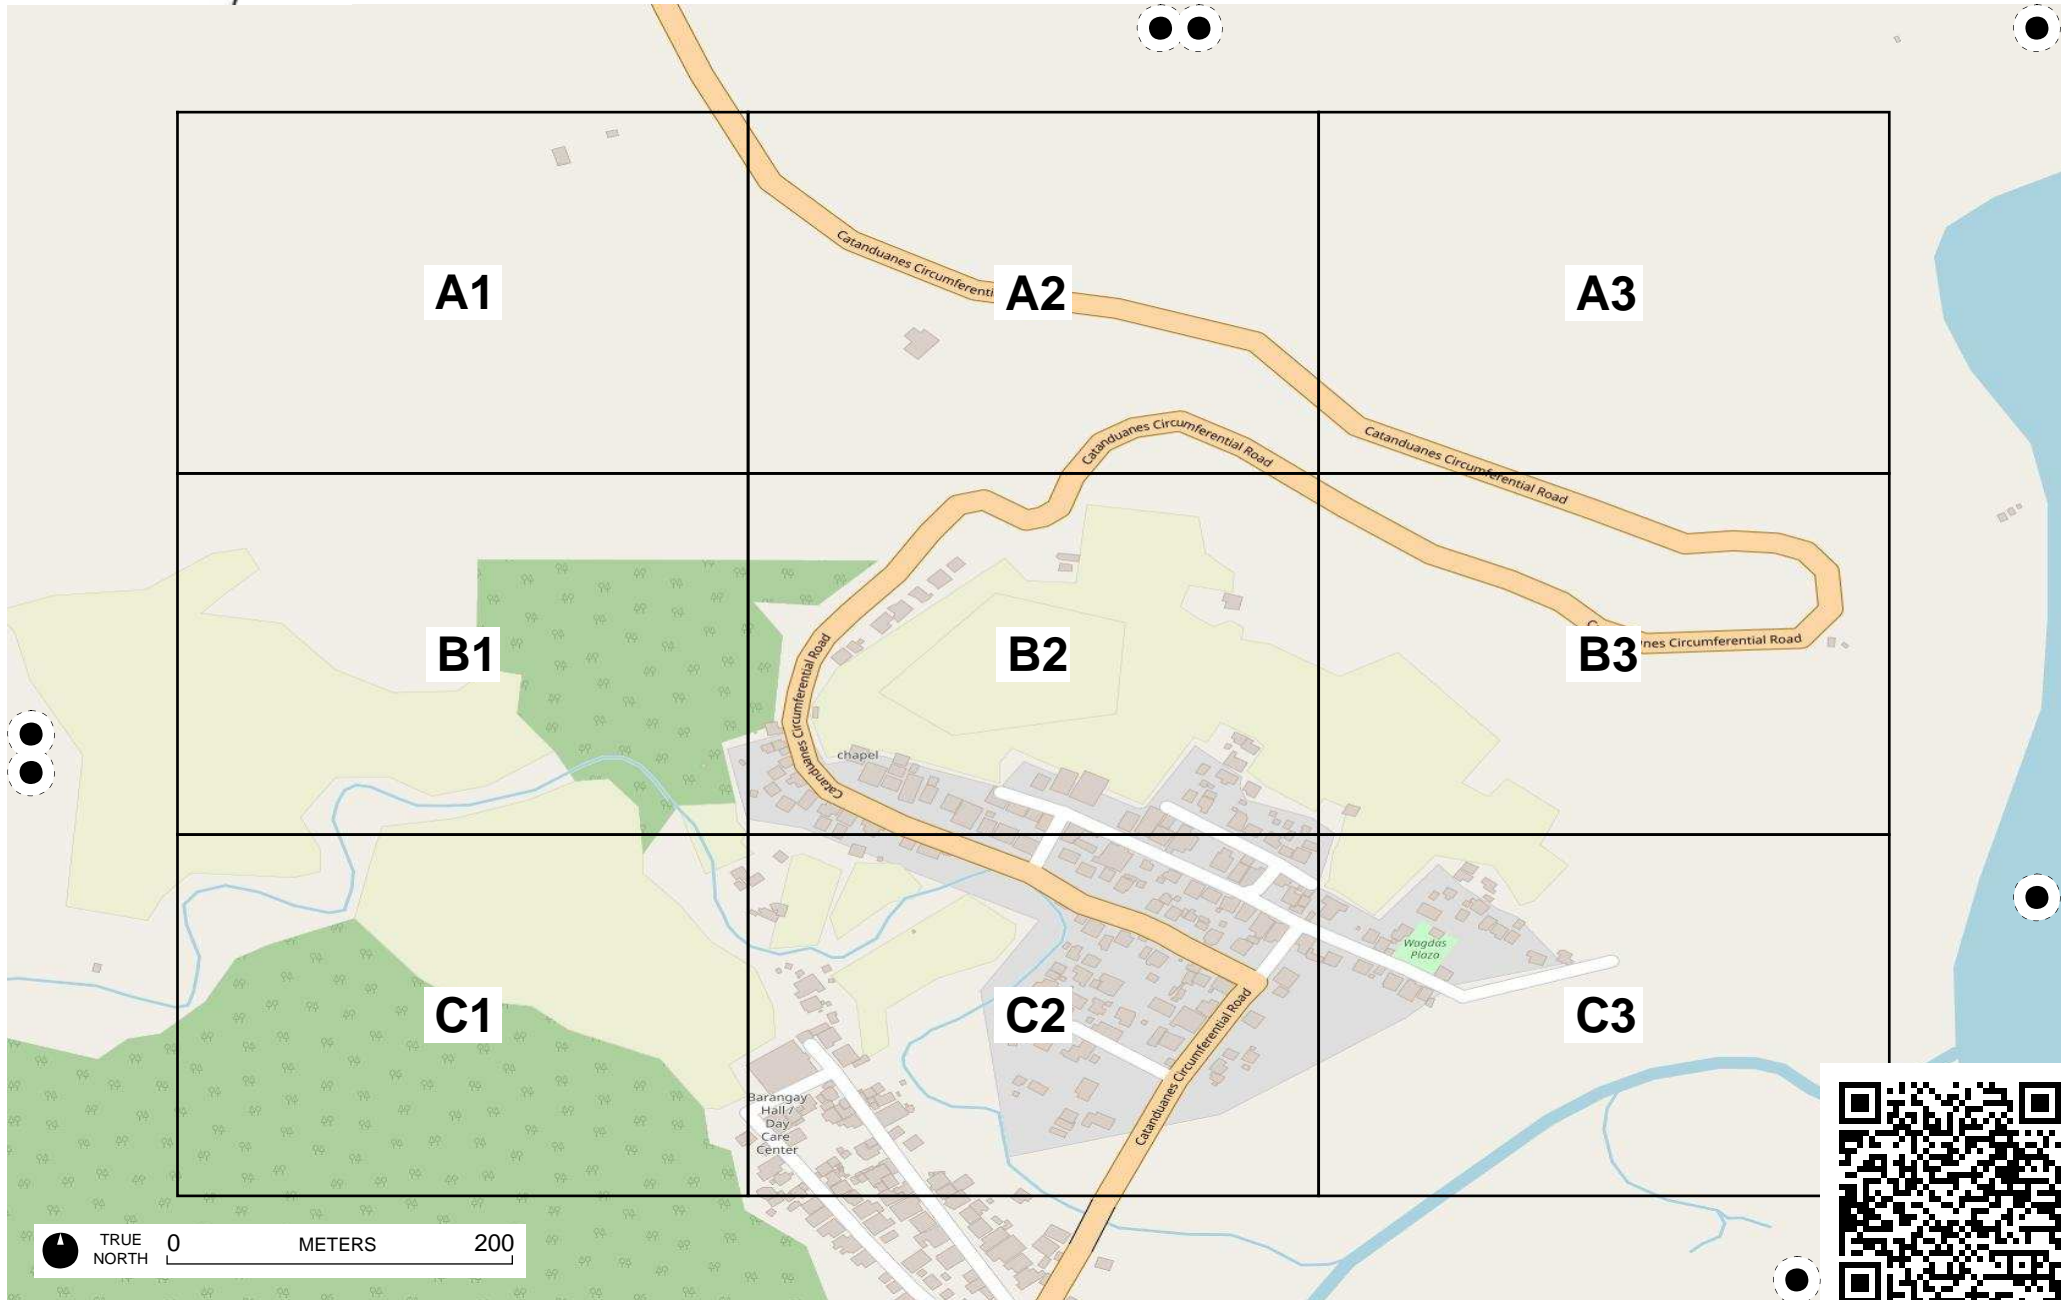 Catanduanes Circumferenti
A1
A2
A3
Catanduanes Circumferential Road
Catanduanes Circumferential Road
B1
B2
B3
nes Circumferential Road
Catanduanes Circumferential Road
chapel
Catanduanes
Wagdas
Plaza
C1
C2
C3
Catanduanes Circumferential Road
Barangay
Hall /
Day
Care
Center
TRUE
NORTH
0
METERS
200